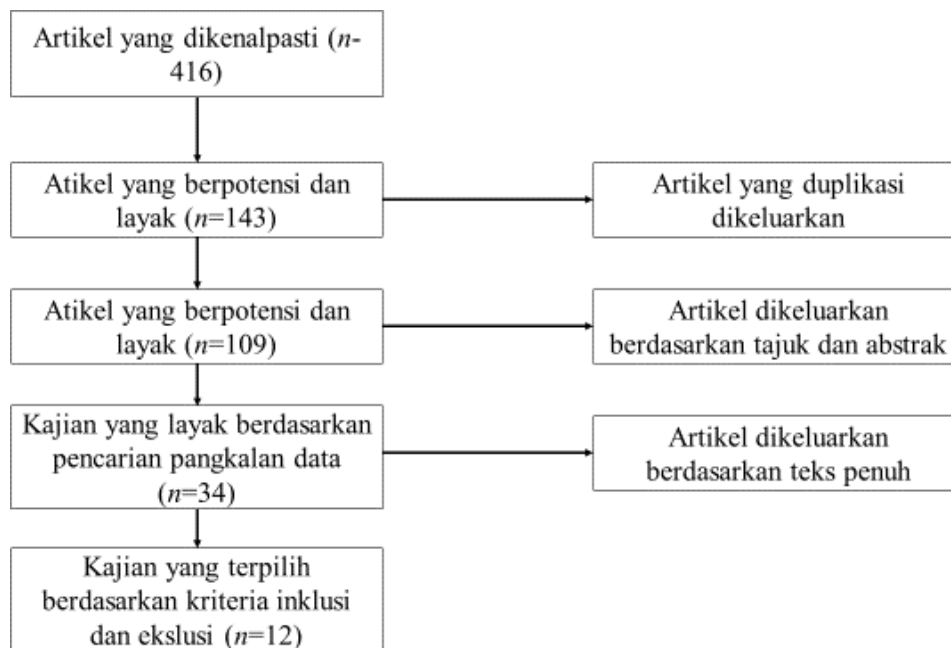 Artikel yang dikenalpasti (n-
416)
Atikel yang berpotensi dan
layak (n=143)
Artikel yang duplikasi
dikeluarkan
Atikel yang berpotensi dan
layak (n=109)
Artikel dikeluarkan
berdasarkan tajuk dan abstrak
Kajian yang layak berdasarkan
pencarian pangkalan data
(n=34)
Artikel dikeluarkan
berdasarkan teks penuh
Kajian yang terpilih
berdasarkan kriteria inklusi
dan ekslusi (n=12)